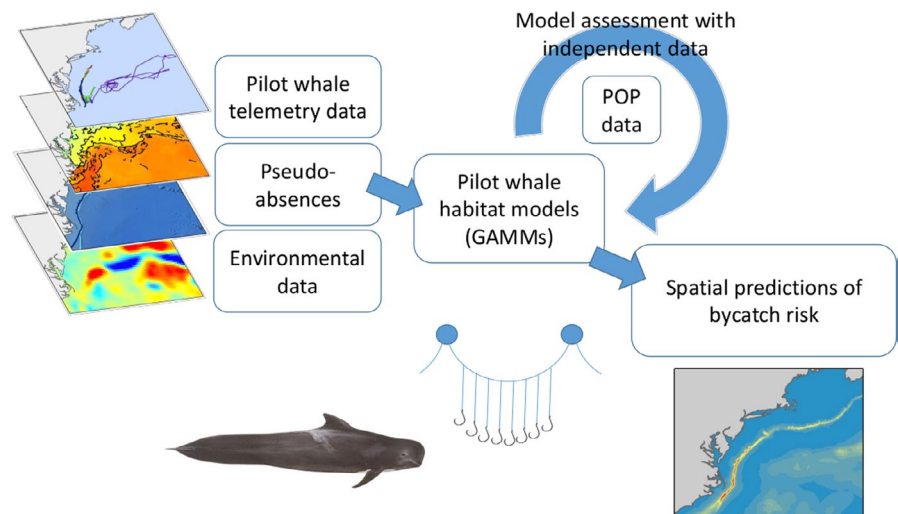 Model assessment with
independent data
POP
data
Pilot whale
telemetry data
Pseudo-
absences
Environmental
data
Pilot whale
habitat models
(GAMMs)
Spatial predictions of
bycatch risk